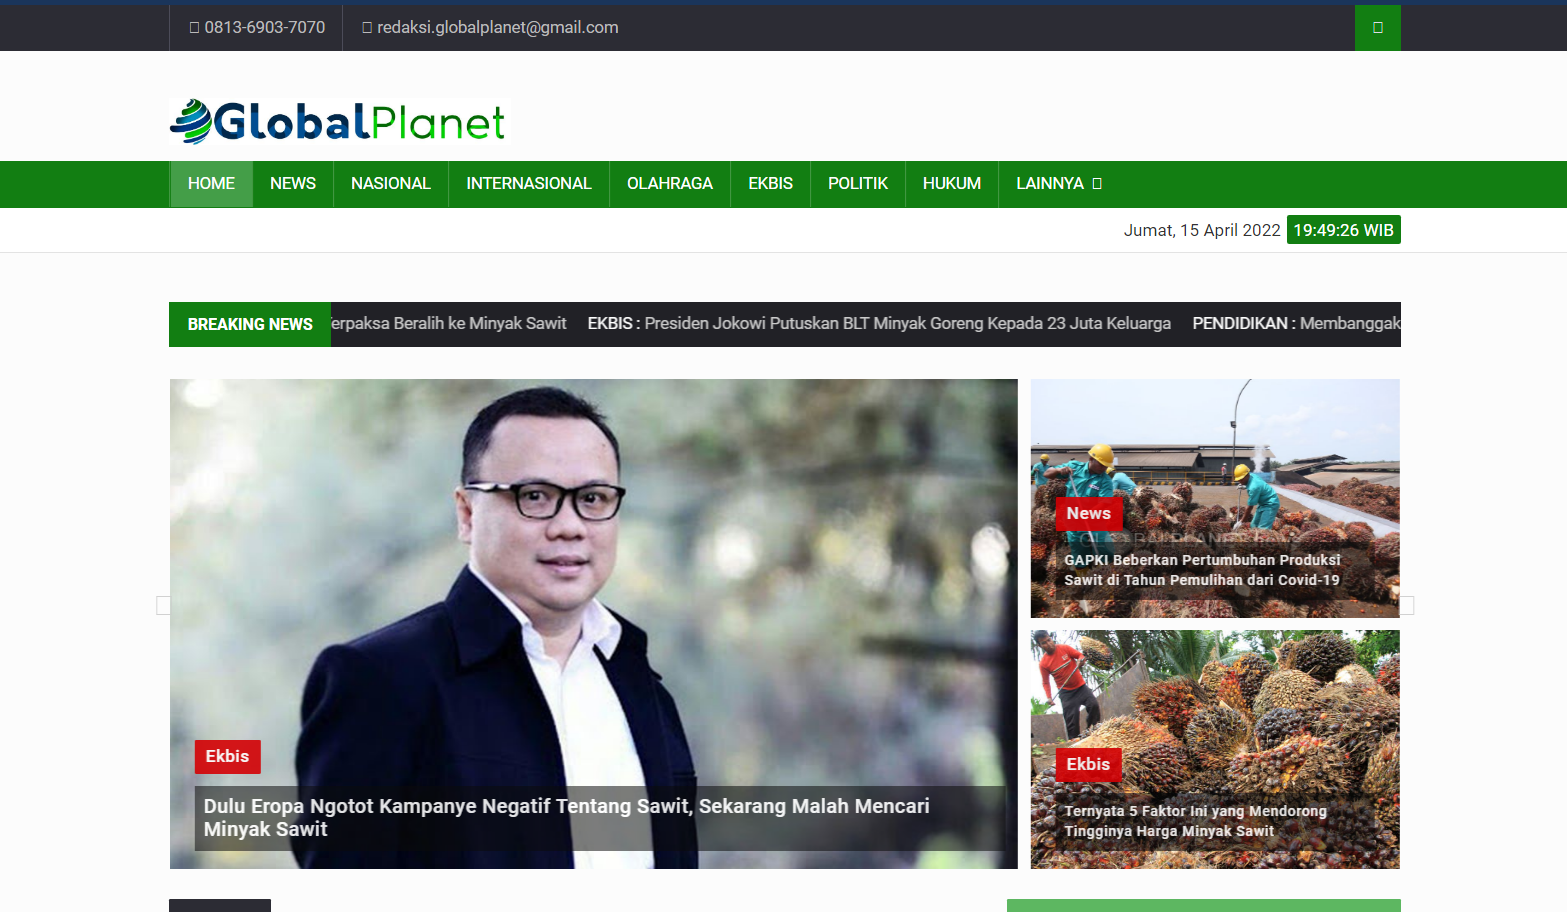 0813-6903-7070
redaksi.globalplanet@gmail.com
GlobalPlanet
HOME NEWS NASIONAL INTERNASIONAL OLAHRAGA EKBIS POLITIK HUKUM LAINNYA
Jumat, 15 April 2022 19:49:26 WIB
BREAKING NEWS erpaksa Beralih ke Minyak Sawit EKBIS : Presiden Jokowi Putuskan BLT Minyak Goreng Kepada 23 Juta Keluarga PENDIDIKAN : Membanggak
Ekbis
Dulu Eropa Ngotot Kampanye Negatif Tentang Sawit, Sekarang Malah Mencari
Minyak Sawit
News
GAPKI Beberkan Pertumbuhan Produksi
Sawit di Tahun Pemulihan dari Covid-19
Ekbis
Ternyata 5 Faktor Ini yang Mendorong
Tingginya Harga Minyak Sawit